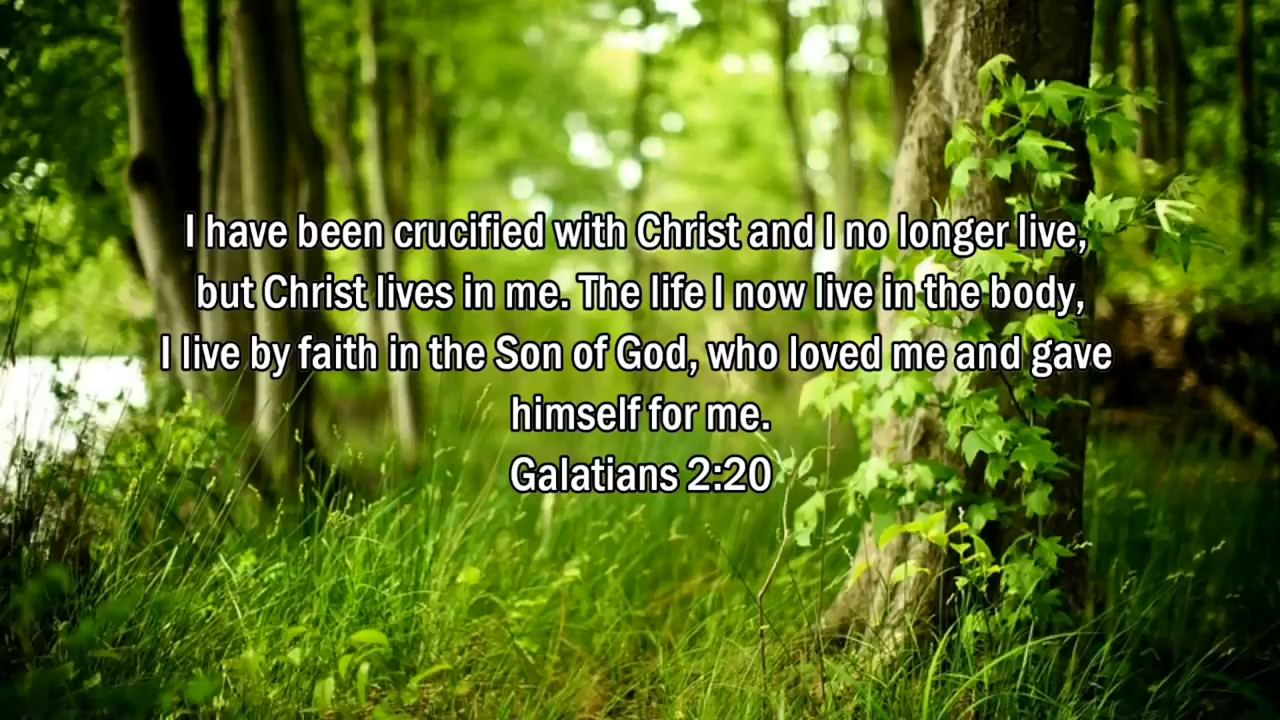 I have been crucified with Christ and I no longer live,
but Christ lives in me. The life I now live in the body,
I live by faith in the Son of God, who loved me and gave
himself for me.
Galatians 2:20